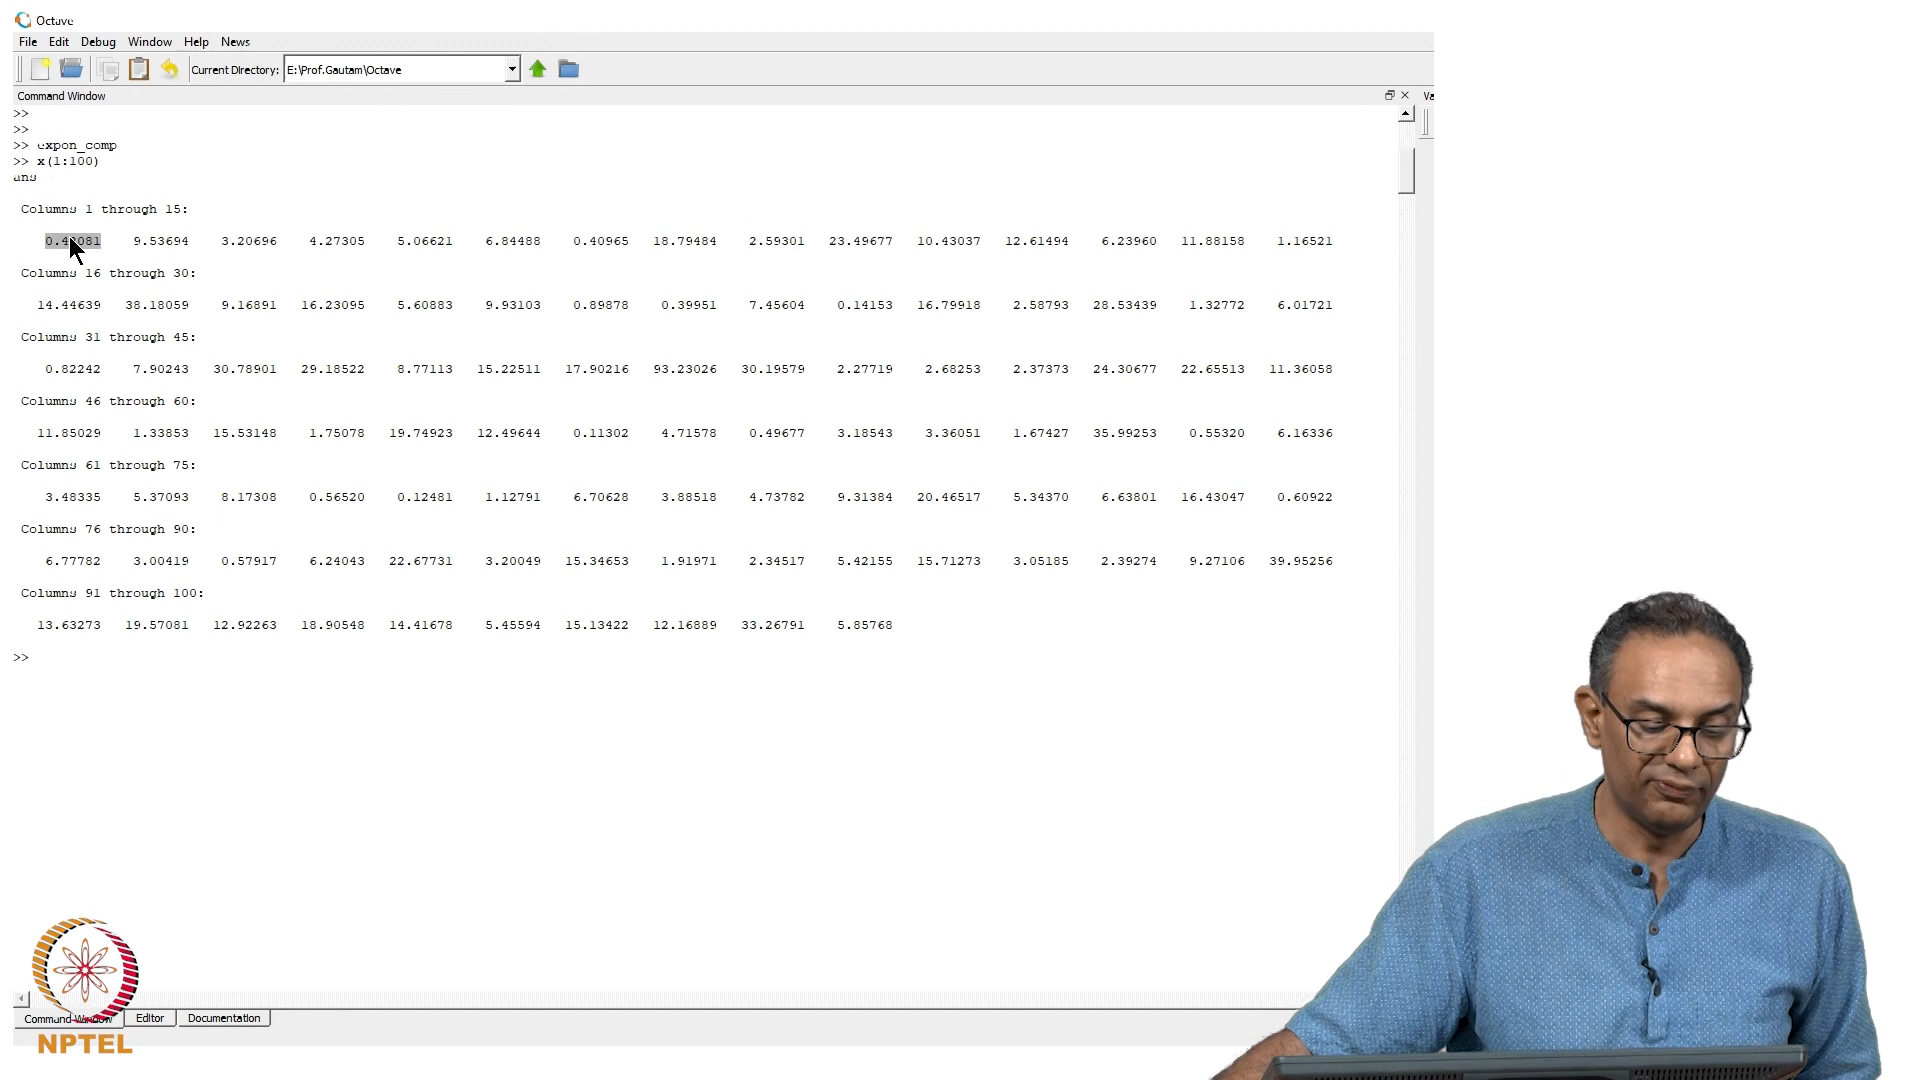 Octave
File Edit Debug Window Help News
Current Directory: E:\Prof.Gautam\Octave
Command Window
>>
>>
>> expon_comp
>> x(1:100)
ans
Columns 1 through 15:
9.53694 3.20696 4.27305 5.06621 6.84488 0.40965 18.79484 2.59301 23.49677 10.43037 12.61494 6.23960 11.88158 1.16521
Columns 16 through 30:
14.44639 38.18059 9.16891 16.23095 5.60883 9.93103 0.89878 0.39951 7.45604 0.14153 16.79918 2.58793 28.53439 1.32772 6.01721
Columns 31 through 45:
0.82242 7.90243 30.78901 29.18522 8.77113 15.22511 17.90216 93.23026 30.19579 2.27719 2.68253 2.37373 24.30677 22.65513 11.36058
Columns 46 through 60:
11.85029 1.33853 15.53148 1.75078 19.74923 12.49644 0.11302 4.71578 0.49677 3.18543 3.36051 1.67427 35.99253 0.55320 6.16336
Columns 61 through 75:
3.48335 5.37093 8.17308 0.56520 0.12481 1.12791 6.70628 3.88518 4.73782 9.31384 20.46517 5.34370 6.63801 16.43047 0.60922
Columns 76 through 90:
6.77782 3.00419 0.57917 6.24043 22.67731 3.20049 15.34653 1.91971 2.34517 5.42155 15.71273 3.05185 2.39274 9.27106 39.95256
Columns 91 through 100:
13.63273 19.57081 12.92263 18.90548 14.41678 5.45594 15.13422 12.16889 33.26791 5.85768
>>
Command Window Editor Documentation
NPTEL